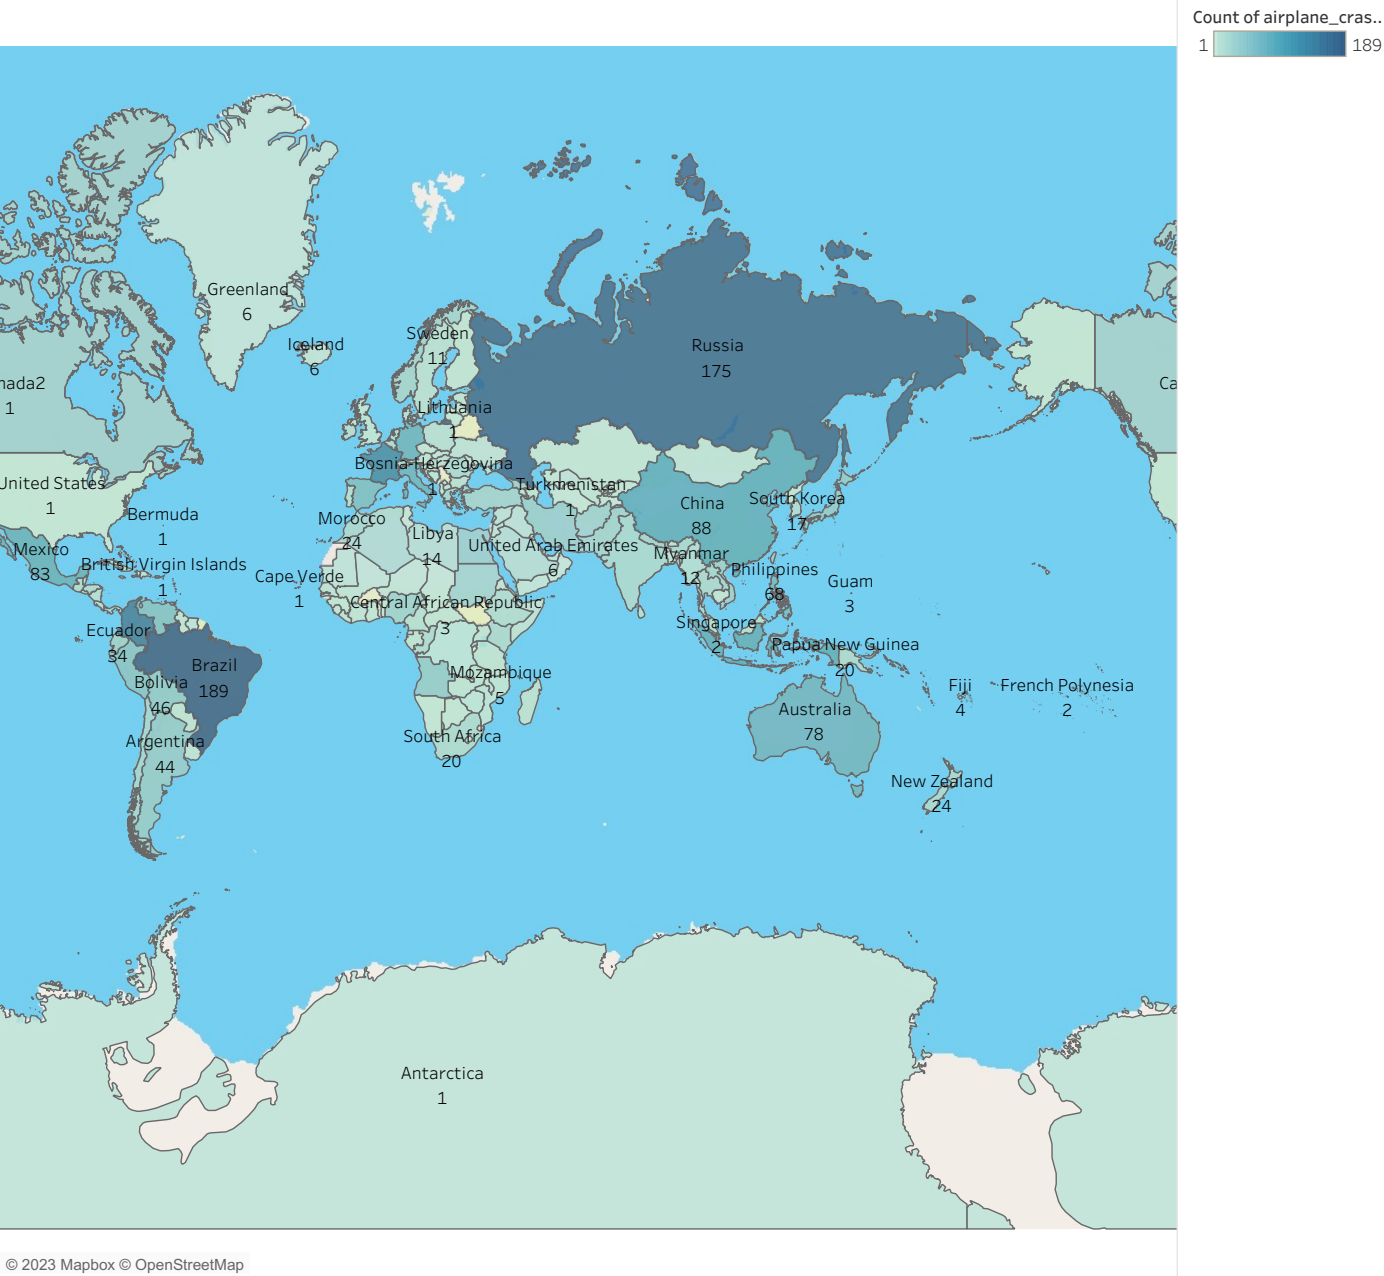 Count of airplane_cras..
1 189
Greenland
6
Iceland
6
Sweden
11
Russia
175
nada2
1
Ca
Lithuania
1
Bosnia-Herzegovina
1
Turkmenistan
1
United States
1
Bermuda
1
Morocco
24
Libya
14
China
88
South Korea
17
Mexico
83
British Virgin Islands
1
Cape Verde
1
United Arab Emirates
6
Myanmar
12
Philippines
68
Guam
3
Central African Republic
3
Ecuador
34
Singapore
2
Papua New Guinea
20
Brazil
189
Bolivia
46
Mozambique
5
Fiji
4
French Polynesia
2
Australia
78
Argentina
44
South Africa
20
New Zealand
24
Antarctica
1
© 2023 Mapbox © OpenStreetMap